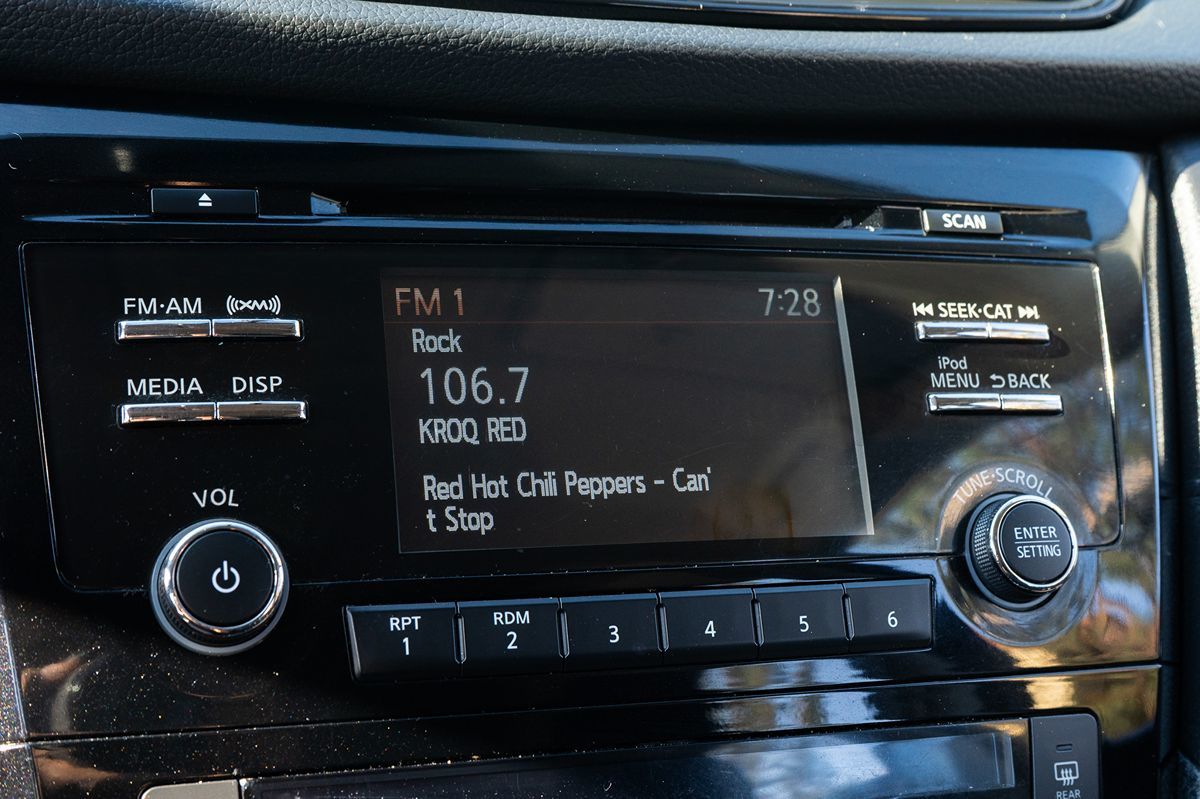 SCAN
FM·AM ((XM))
SEEK·CAT
FM 1 7:28
Rock
106.7
KROQ RED
Red Hot Chili Peppers - Can'
t Stop
MEDIA DISP
iPod
MENU BACK
VOL
TUNE·SCROLL
ENTER
SETTING
RPT
1
RDM
2
3
4
5
6
REAR